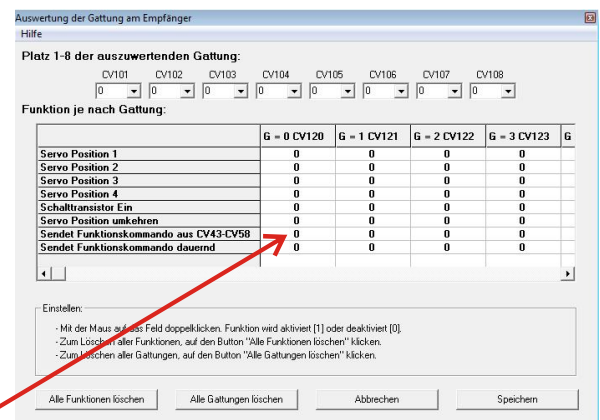 Auswertung der Gattung am Empfänger
Hilfe
Platz 1-8 der auszuwertenden Gattung:
CV101 CV102 CV103 CV104 CV105 CV106 CV107 CV108
0 0 0 0 0 0 0 0
Funktion je nach Gattung:
G = 0 CV120 G = 1 CV121 G = 2 CV122 G = 3 CV123 G
Servo Position 1 0 0 0 0
Servo Position 2 0 0 0 0
Servo Position 3 0 0 0 0
Servo Position 4 0 0 0 0
Schalttransistor Ein 0 0 0 0
Servo Position umkehren 0 0 0 0
Sendet Funktionskommando aus CV43-CV58 0 0 0 0
Sendet Funktionskommando dauernd 0 0 0 0
Einstellen:
- Mit der Maus auf das Feld doppelklicken. Funktion wird aktiviert [1] oder deaktiviert [0].
- Zum Löschen aller Funktionen, auf den Button "Alle Funktionen löschen" klicken.
- Zum Löschen aller Gattungen, auf den Button "Alle Gattungen löschen" klicken.
Alle Funktionen löschen Alle Gattungen löschen Abbrechen Speichern